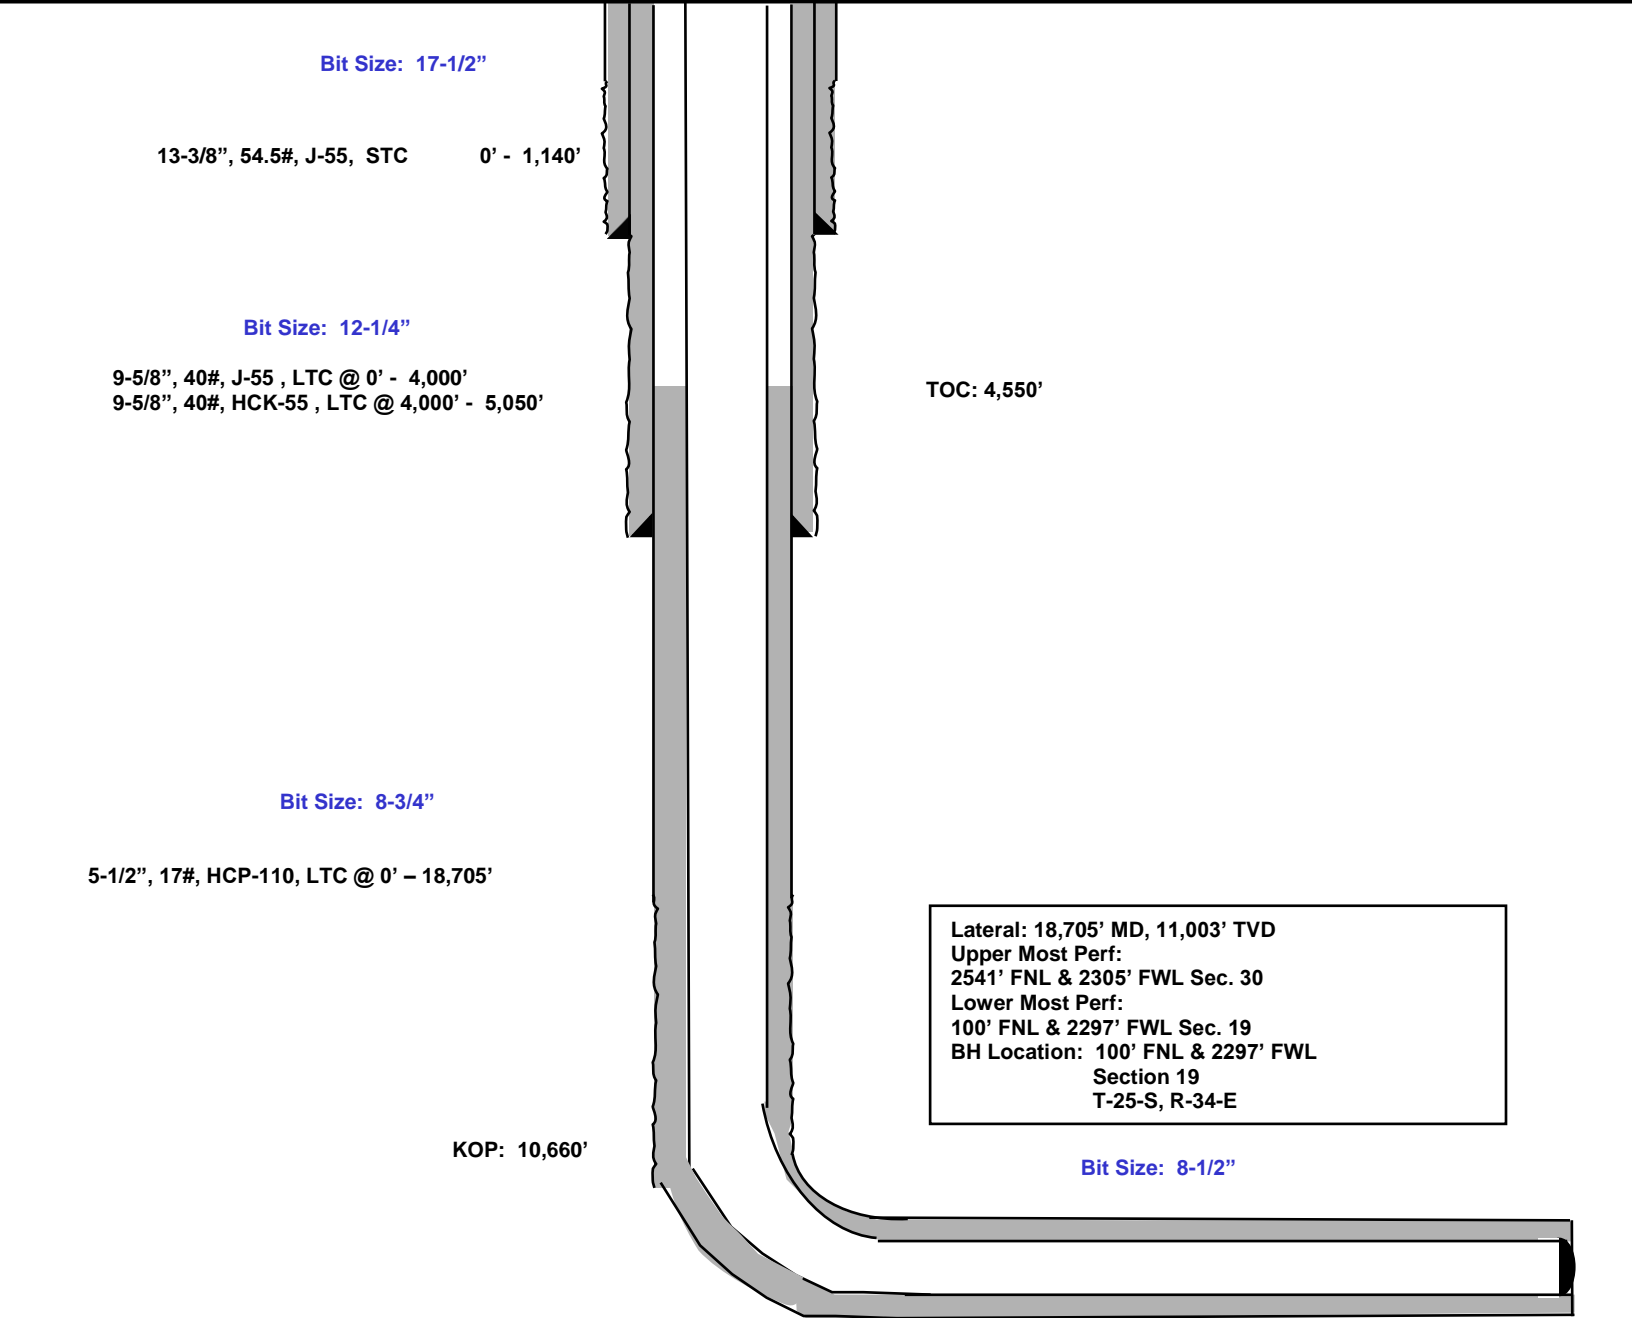 Bit Size: 17-1/2”
13-3/8”, 54.5#, J-55, STC 0’ - 1,140’
Bit Size: 12-1/4”
9-5/8”, 40#, J-55 , LTC @ 0’ - 4,000’
9-5/8”, 40#, HCK-55 , LTC @ 4,000’ - 5,050’
TOC: 4,550’
Bit Size: 8-3/4”
5-1/2”, 17#, HCP-110, LTC @ 0’ – 18,705’
Lateral: 18,705’ MD, 11,003’ TVD
Upper Most Perf:
2541’ FNL & 2305’ FWL Sec. 30
Lower Most Perf:
100’ FNL & 2297’ FWL Sec. 19
BH Location: 100’ FNL & 2297’ FWL
Section 19
T-25-S, R-34-E
KOP: 10,660’
Bit Size: 8-1/2”